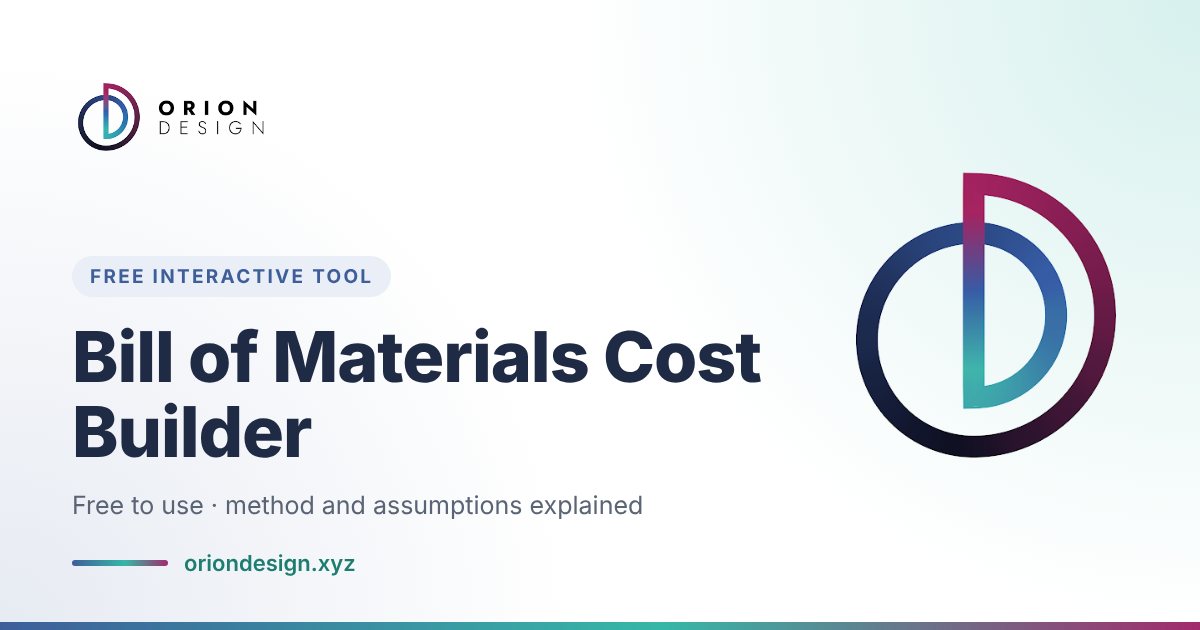 ORION
DESIGN
FREE INTERACTIVE TOOL
Bill of Materials Cost
Builder
Free to use · method and assumptions explained
oriondesign.xyz